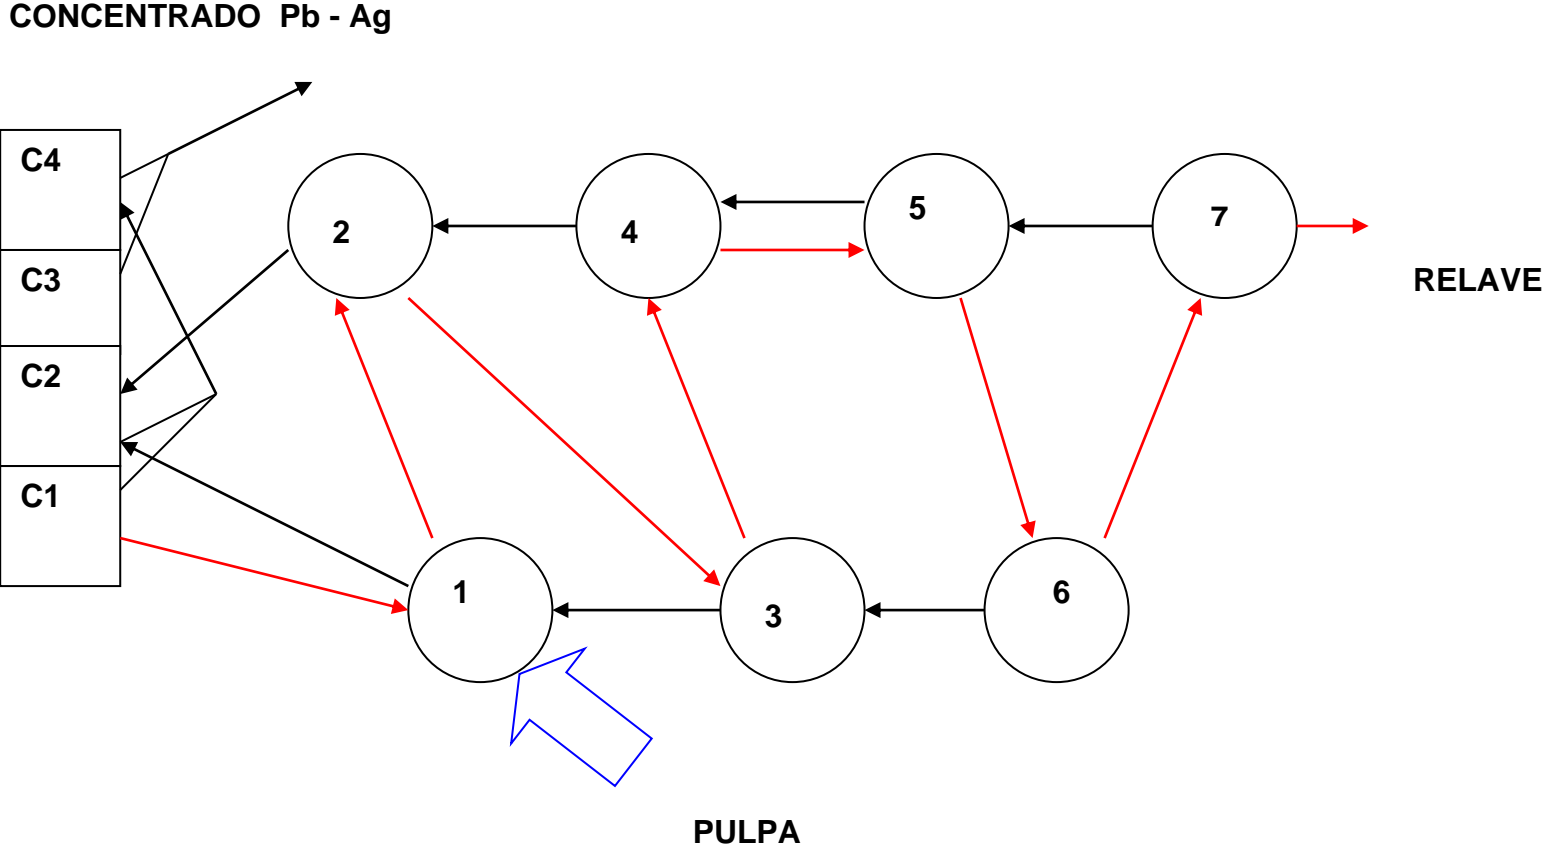 CONCENTRADO Pb - Ag
C4
C3
C2
C1
2
4
5
7
RELAVE
1
3
6
PULPA